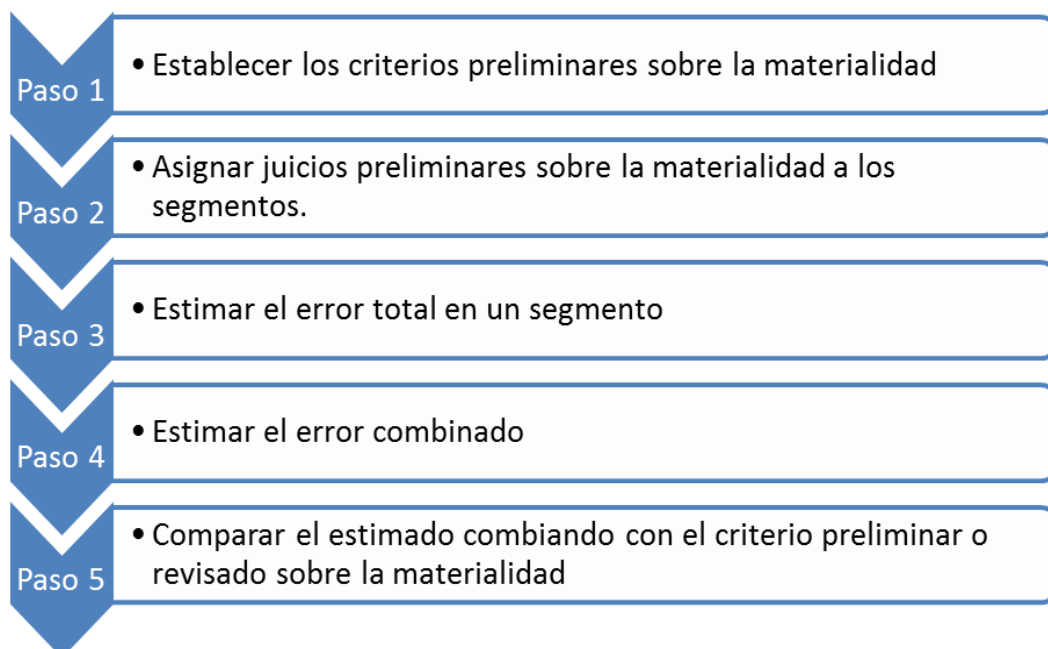 Paso 1
• Establecer los criterios preliminares sobre la materialidad
Paso 2
• Asignar juicios preliminares sobre la materialidad a los
segmentos.
Paso 3
• Estimar el error total en un segmento
Paso 4
• Estimar el error combinado
Paso 5
• Comparar el estimado combiando con el criterio preliminar o
revisado sobre la materialidad